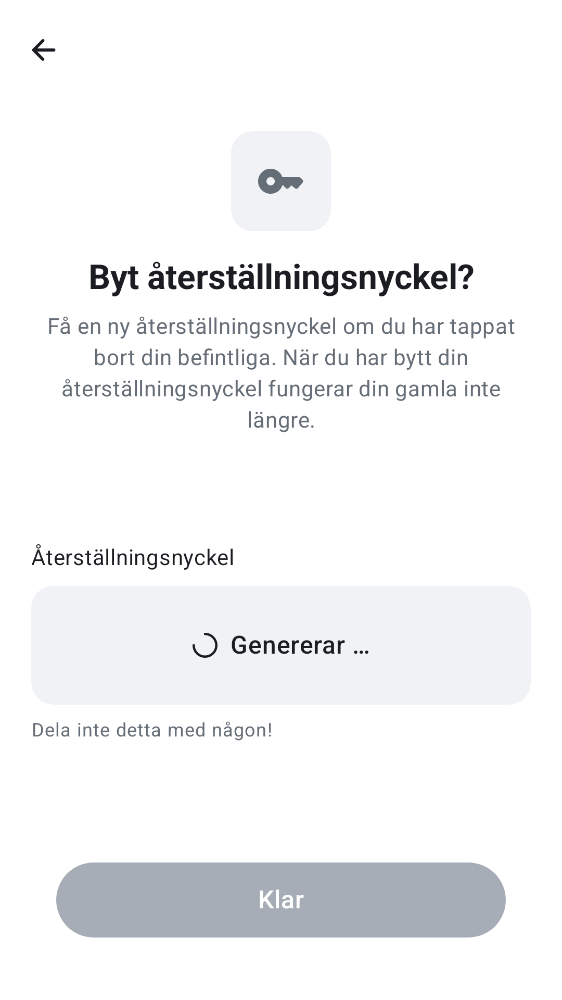 Byt återställningsnyckel?
Få en ny återställningsnyckel om du har tappat
bort din befintliga. När du har bytt din
återställningsnyckel fungerar din gamla inte
längre.
Återställningsnyckel
Genererar …
Dela inte detta med någon!
Klar